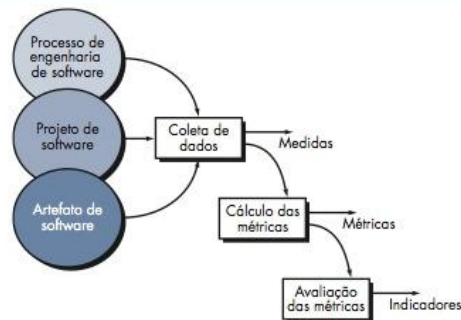 Processo de
engenharia
de software
Projeto de
software
Artefato de
software
Coleta de
dados
Medidas
Cálculo das
métricas
Métricas
Avaliação
das métricas
Indicadores